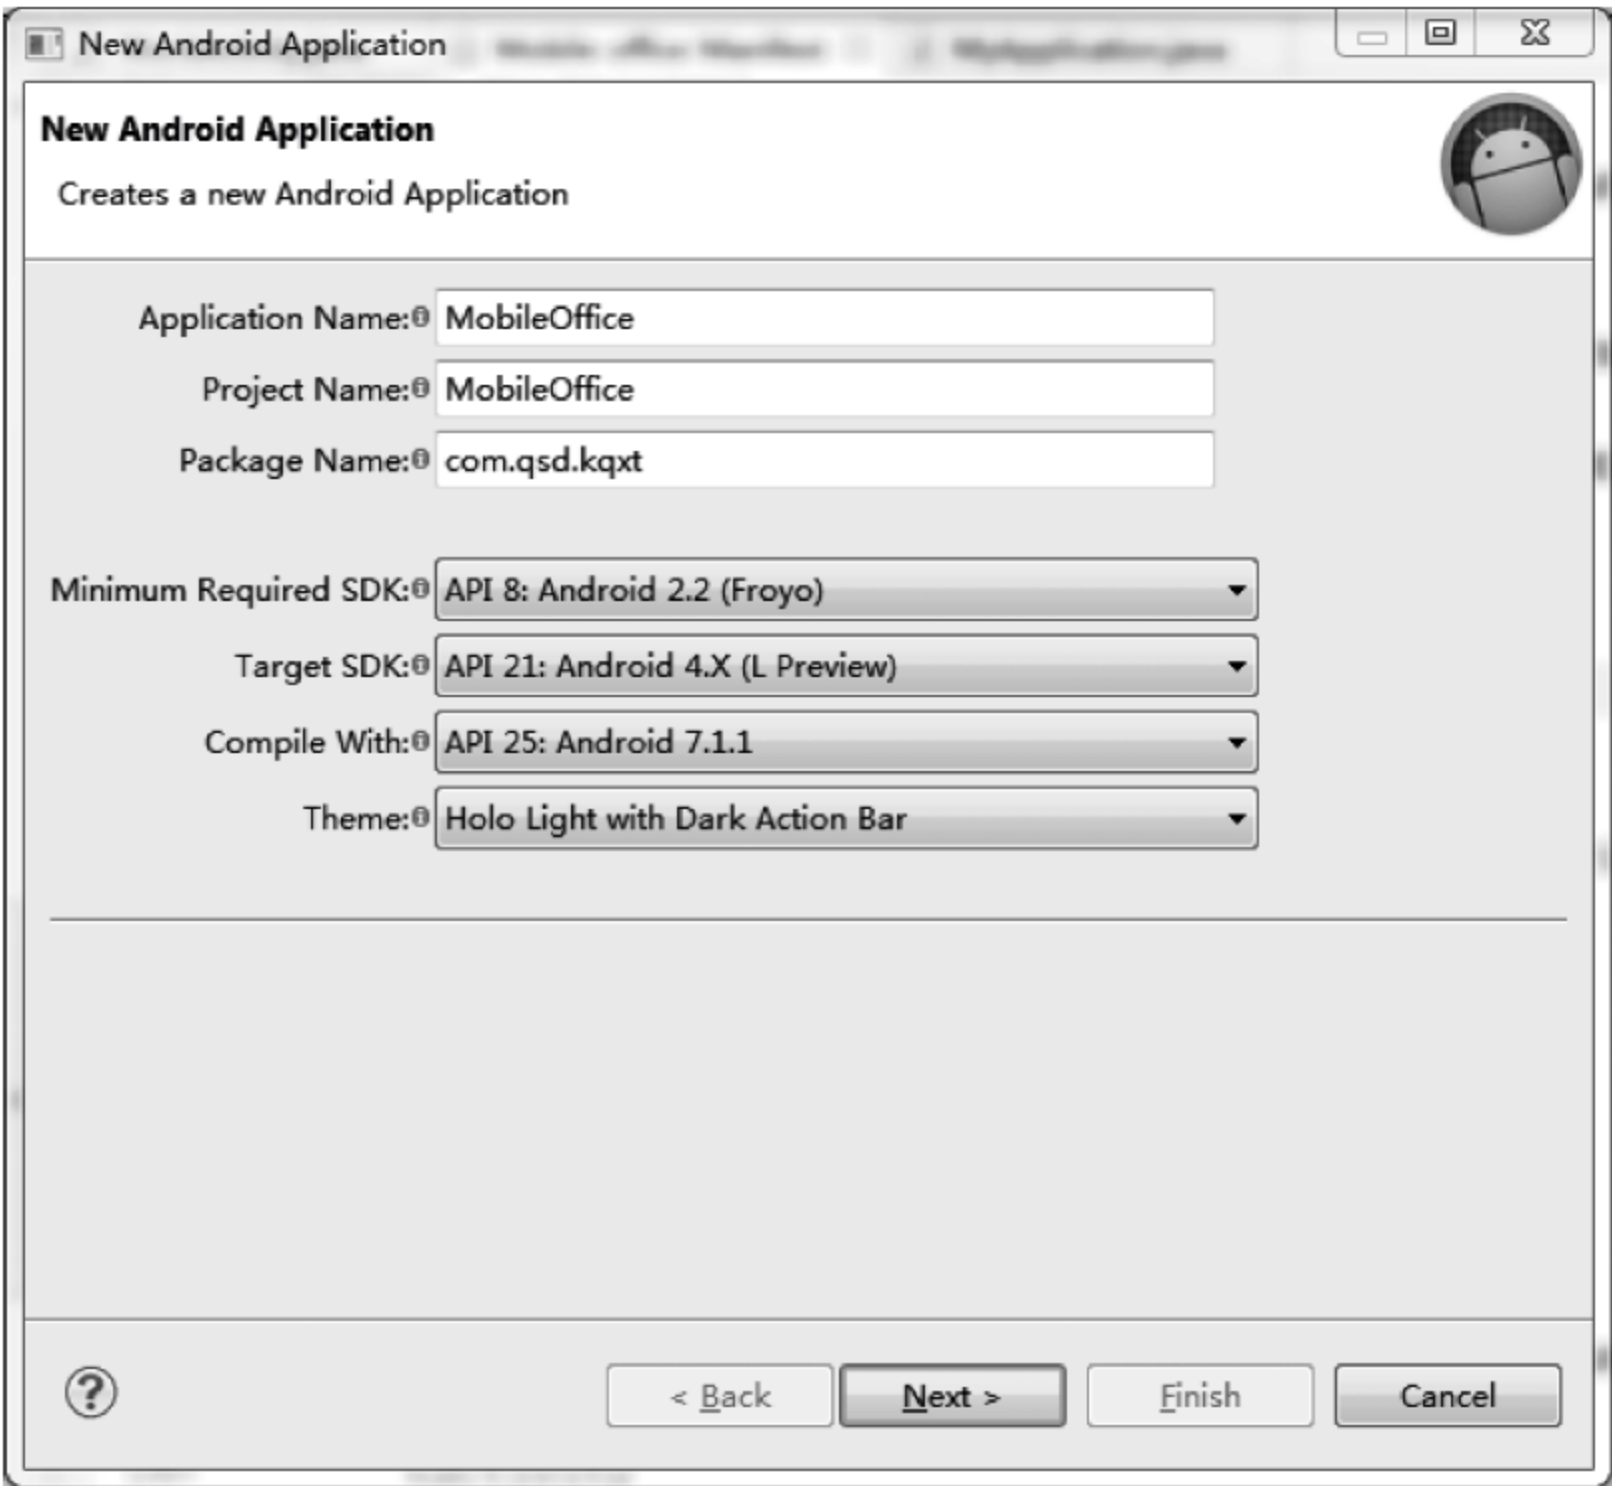 New Android Application
New Android Application
Creates a new Android Application
Application Name: MobileOffice
Project Name: MobileOffice
Package Name: com.qsd.kqxt
Minimum Required SDK: API 8: Android 2.2 (Froyo)
Target SDK: API 21: Android 4.X (L Preview)
Compile With: API 25: Android 7.1.1
Theme: Holo Light with Dark Action Bar
? < Back Next > Finish Cancel